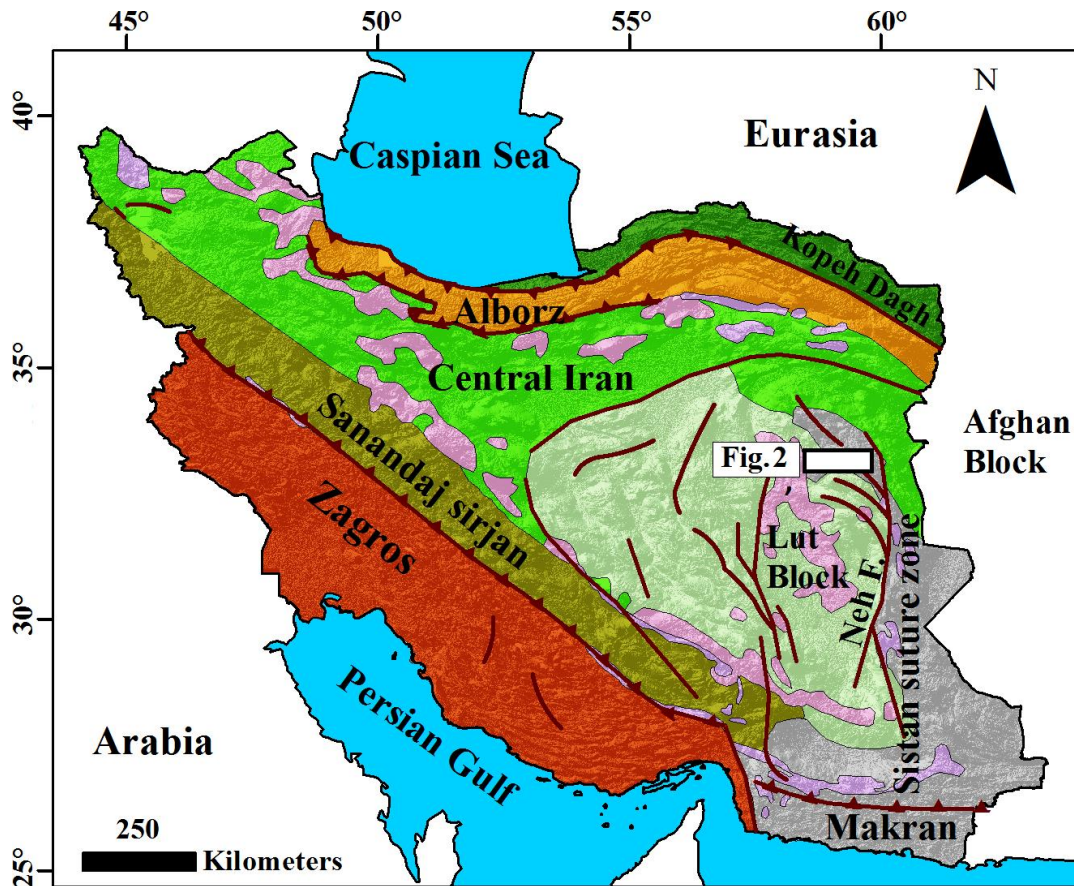 45°
50°
55°
60°
N
40°
Eurasia
Caspian Sea
Kopeh Dagh
Alborz
35°
Central Iran
Afghan
Block
Fig.2
Sanandaj sirjan
Zagros
Lut
Block
Neh F.
Sistan suture zone
30°
Persian Gulf
Arabia
Makran
250
Kilometers
25°